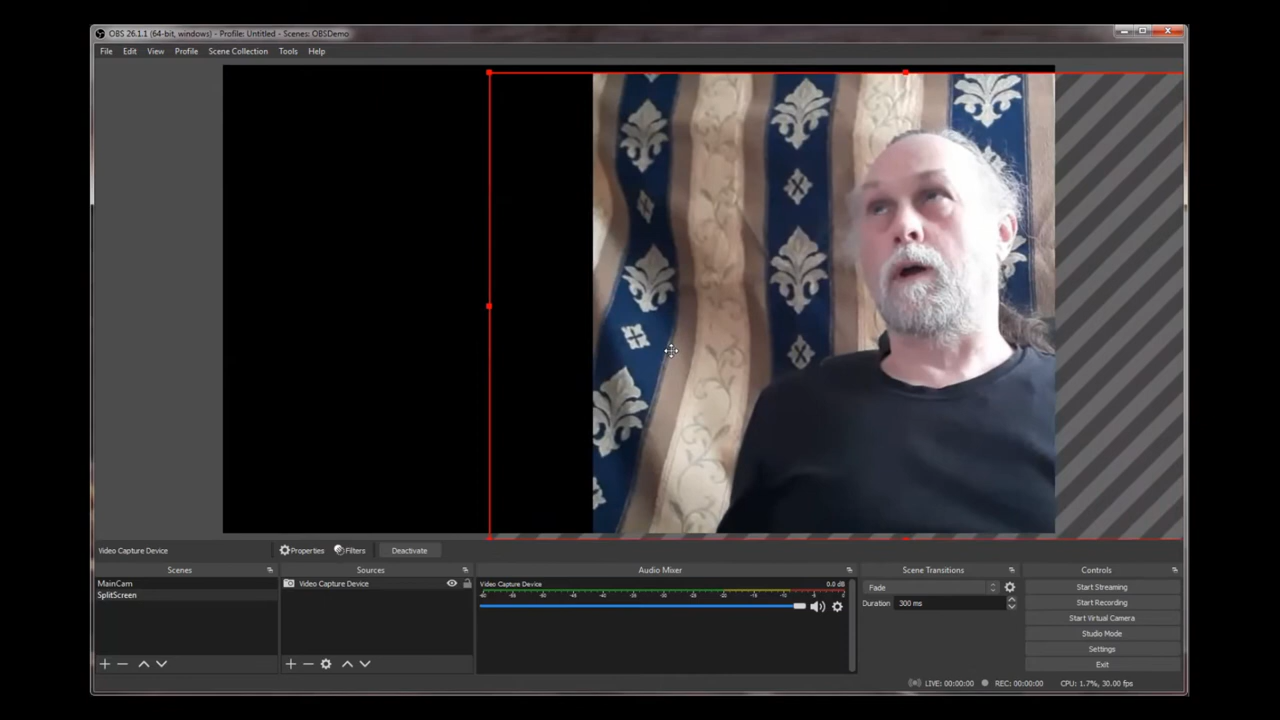 OBS 26.1.1 (64-bit, windows) - Profile: Untitled - Scenes: OBSDemo
File Edit View Profile Scene Collection Tools Help
Video Capture Device Properties Filters Deactivate
Scenes Sources Audio Mixer Scene Transitions Controls
MainCam
SplitScreen
Video Capture Device
Video Capture Device 0.0 dB
Fade
Duration 300 ms
Start Streaming
Start Recording
Start Virtual Camera
Studio Mode
Settings
Exit
LIVE: 00:00:00 REC: 00:00:00 CPU: 1.7%, 30.00 fps